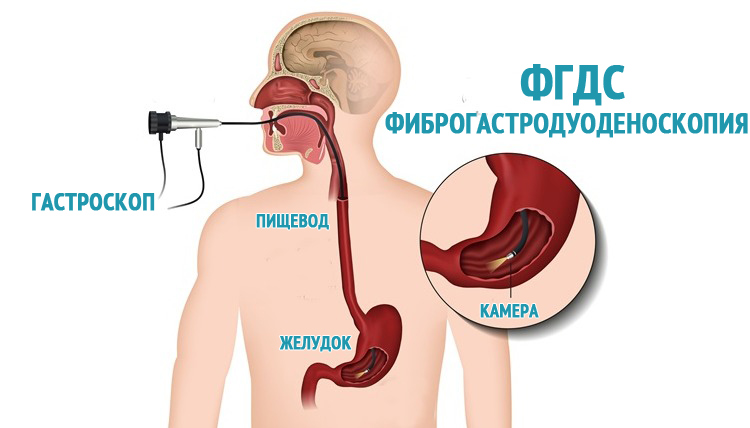 ФГДС
ФИБРОГАСТРОДУОДЕНОСКОПИЯ
ГАСТРОСКОП
ПИЩЕВОД
КАМЕРА
ЖЕЛУДОК